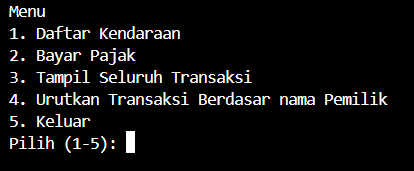 Menu
1. Daftar Kendaraan
2. Bayar Pajak
3. Tampil Seluruh Transaksi
4. Urutkan Transaksi Berdasar nama Pemilik
5. Keluar
Pilih (1-5):